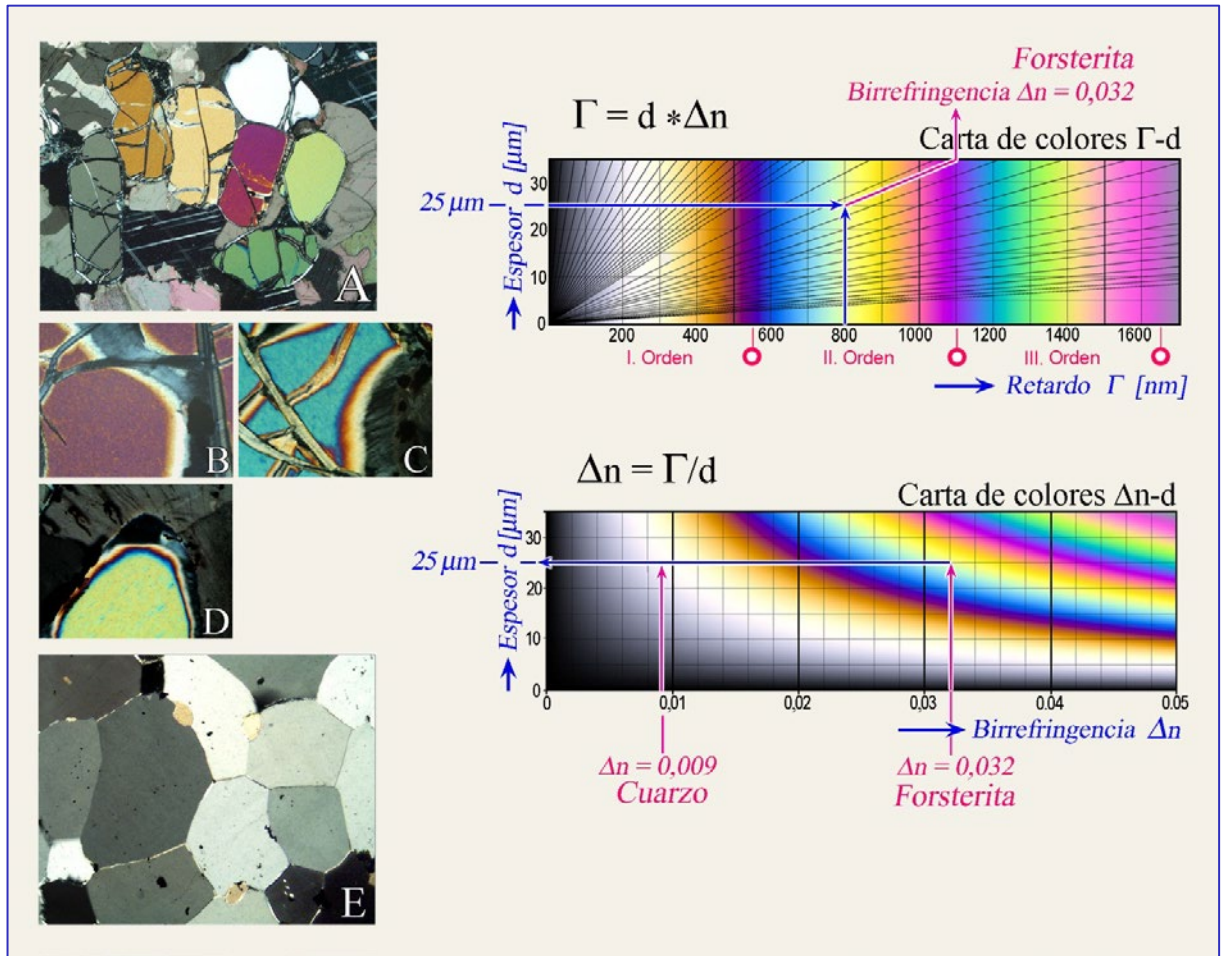 A
B
C
D
E
Forsterita
Birrefringencia Δn = 0,032
Γ = d *Δn
Carta de colores Γ-d
Espesor d [μm]
25 μm
30
20
10
0
200
400
600
800
1000
1200
1400
1600
I. Orden
II. Orden
III. Orden
Retardo Γ [nm]
Δn = Γ/d
Carta de colores Δn-d
Espesor d [μm]
25 μm
30
20
10
0
0
0,01
0,02
0,03
0.04
0.05
Birrefringencia Δn
Δn = 0,009
Cuarzo
Δn = 0,032
Forsterita